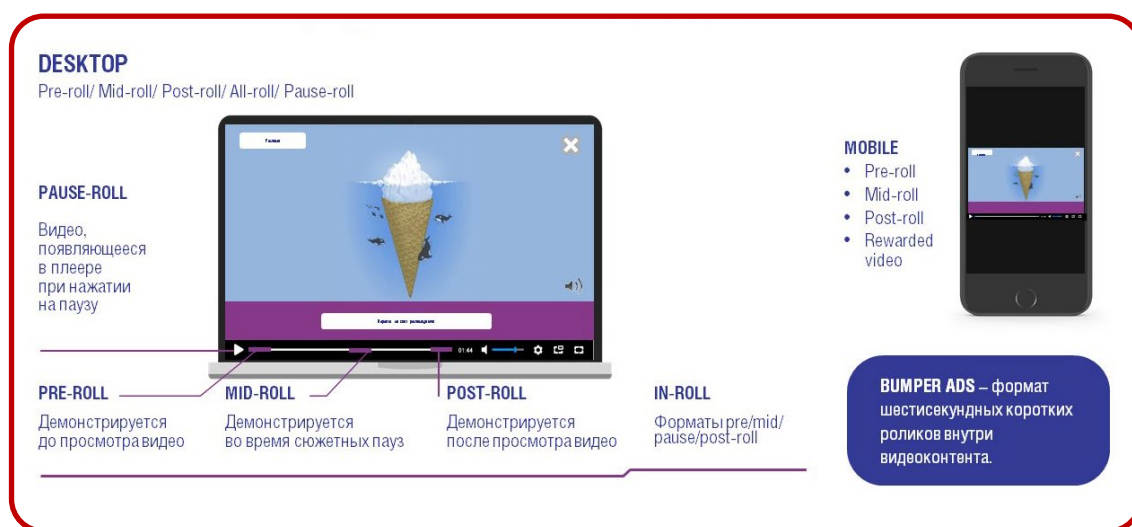 DESKTOP
Pre-roll/ Mid-roll/ Post-roll/ All-roll/ Pause-roll
PAUSE-ROLL
Видео,
появляющееся
в плеере
при нажатии
на паузу
01:44
PRE-ROLL
Демонстрируется
до просмотра видео
MID-ROLL
Демонстрируется
во время сюжетных пауз
POST-ROLL
Демонстрируется
после просмотра видео
IN-ROLL
Форматы pre/mid/
pause/post-roll
MOBILE
• Pre-roll
• Mid-roll
• Post-roll
• Rewarded
video
BUMPER ADS – формат
шестисекундных коротких
роликов внутри
видеоконтента.